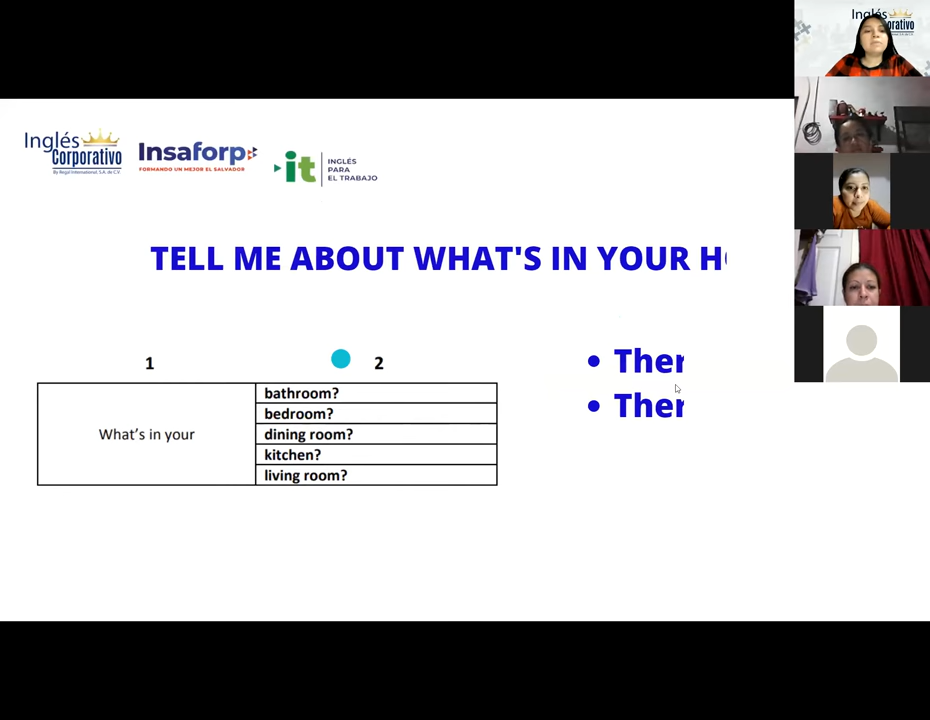 Inglés
Corporativo
By Regal International, S.A. de C.V.
Insaforp
FORMANDO UN MEJOR EL SALVADOR
it
INGLÉS
PARA
EL TRABAJO
TELL ME ABOUT WHAT'S IN YOUR H
1
2
What's in your
bathroom?
bedroom?
dining room?
kitchen?
living room?
• Ther
• Ther
Inglés
orativo